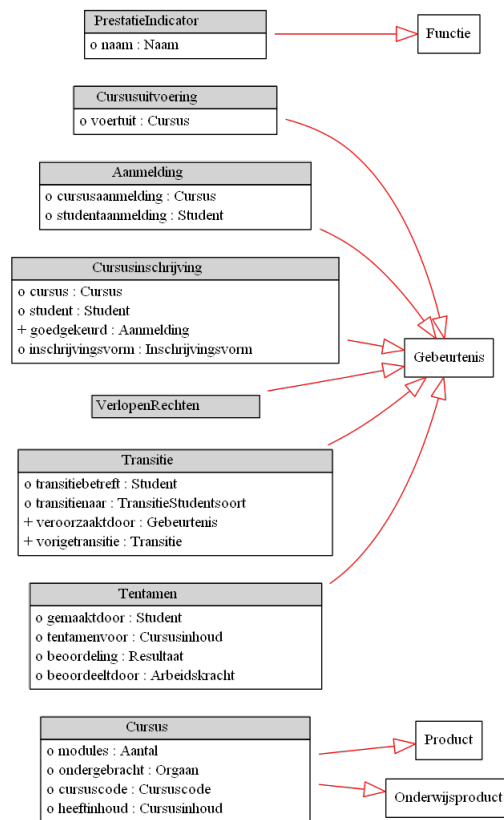 PrestatieIndicator
o naam : Naam
Functie
Cursusuitvoering
o voertuit : Cursus
Aanmelding
o cursusaanmelding : Cursus
o studentaanmelding : Student
Cursusinschrijving
o cursus : Cursus
o student : Student
+ goedgekeurd : Aanmelding
o inschrijvingsvorm : Inschrijvingsvorm
Gebeurtenis
VerlopenRechten
Transitie
o transitiebetreft : Student
o transitienaar : TransitieStudentsoort
+ veroorzaaktdoor : Gebeurtenis
+ vorigetransitie : Transitie
Tentamen
o gemaaktdoor : Student
o tentamenvoor : Cursusinhoud
o beoordeling : Resultaat
o beoordeeltdoor : Arbeidskracht
Cursus
o modules : Aantal
o ondergebracht : Orgaan
o cursuscode : Cursuscode
o heeftinhoud : Cursusinhoud
Product
Onderwijsproduct